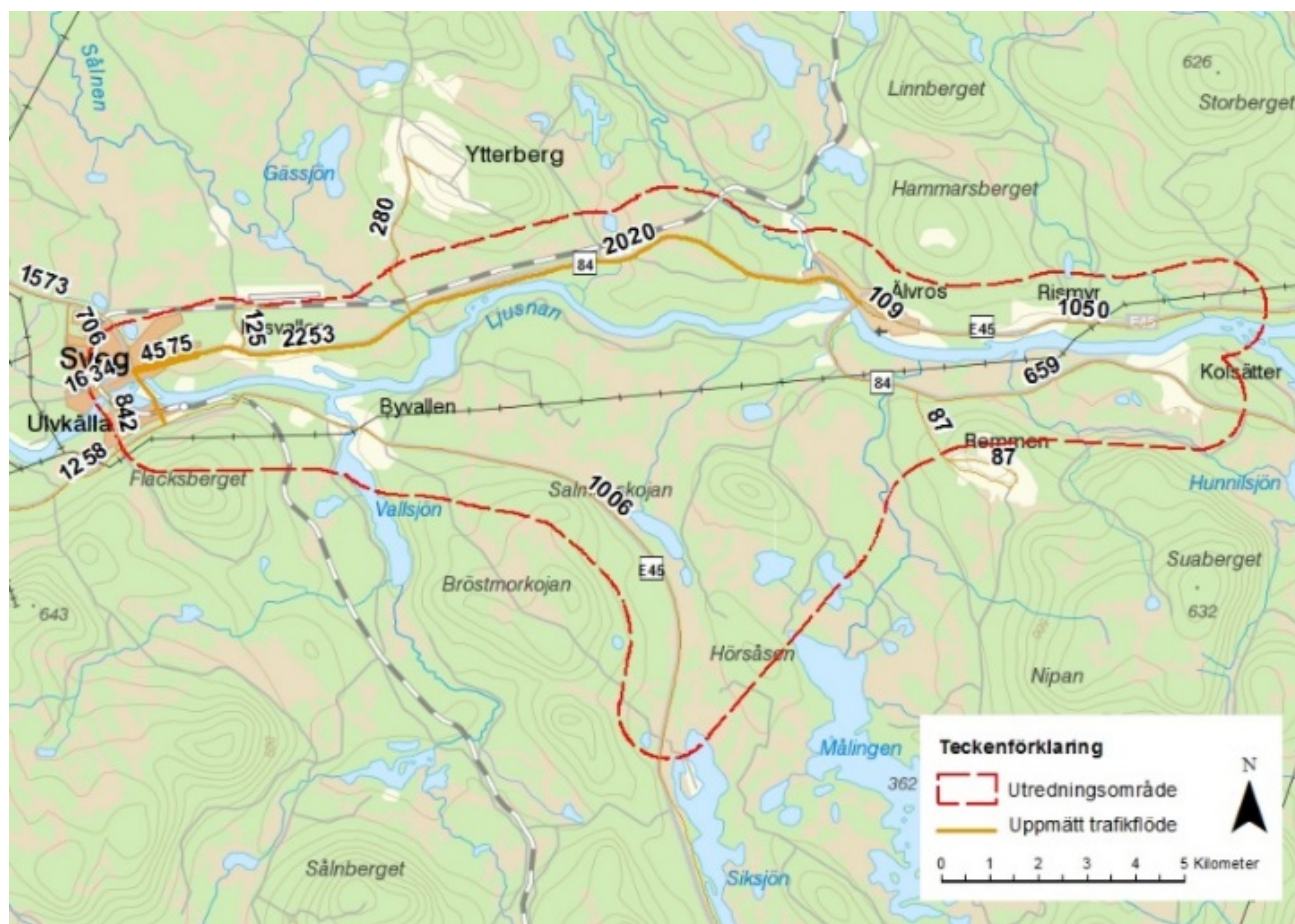 Sålnen
626
Linnberget
Storberget
Ytterberg
Gässjön
Hammarsberget
280
2020
84
1573
706
Älvros
Rismyr
109
1050
E45
E45
125
2253
Ljusnan
Sveg
4575
1634
659
Kolsätter
84
842
Ulvkälla
Byvallen
87
Remmen
87
1258
Flacksberget
Vallsjön
1006
Hunnilsjön
E45
Suaberget
Bröstmorkojan
643
632
Hörsåsen
Nipan
Målingen
362
Sålnberget
Siksjön
Teckenförklaring
Utredningsområde
Uppmätt trafikflöde
N
0 1 2 3 4 5 Kilometer